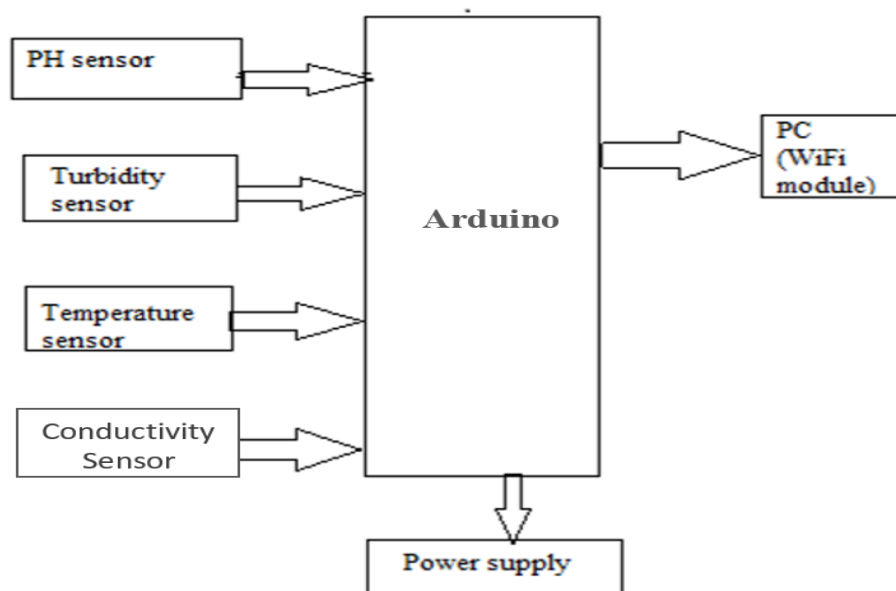 PH sensor
Turbidity
sensor
Temperature
sensor
Conductivity
Sensor
Arduino
PC
(WiFi
module)
Power supply